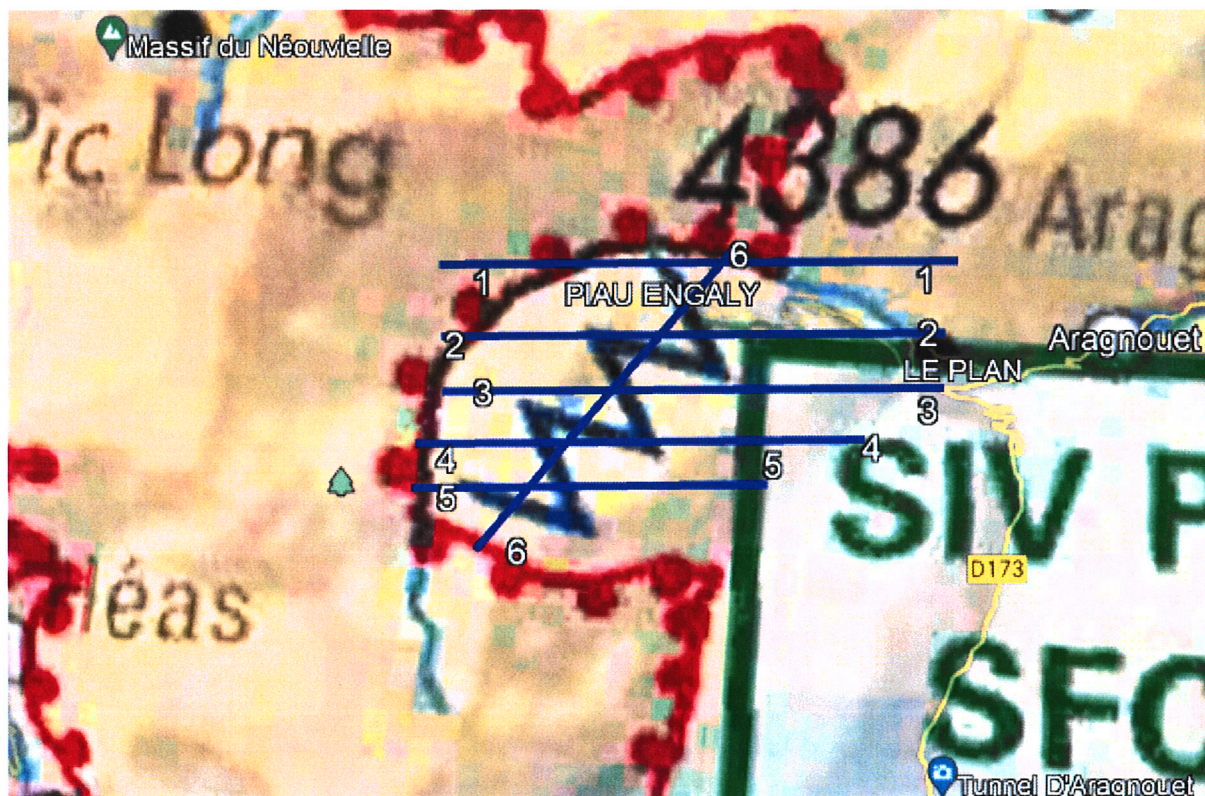 Massif du Néouvielle
Pic Long
4386
Arag
6
1
1
PIAU ENGALY
2
2
Aragnouet
LE PLAN
3
3
4
4
5
5
SIV P
6
D173
léas
SFC
Tunnel D'Aragnouet